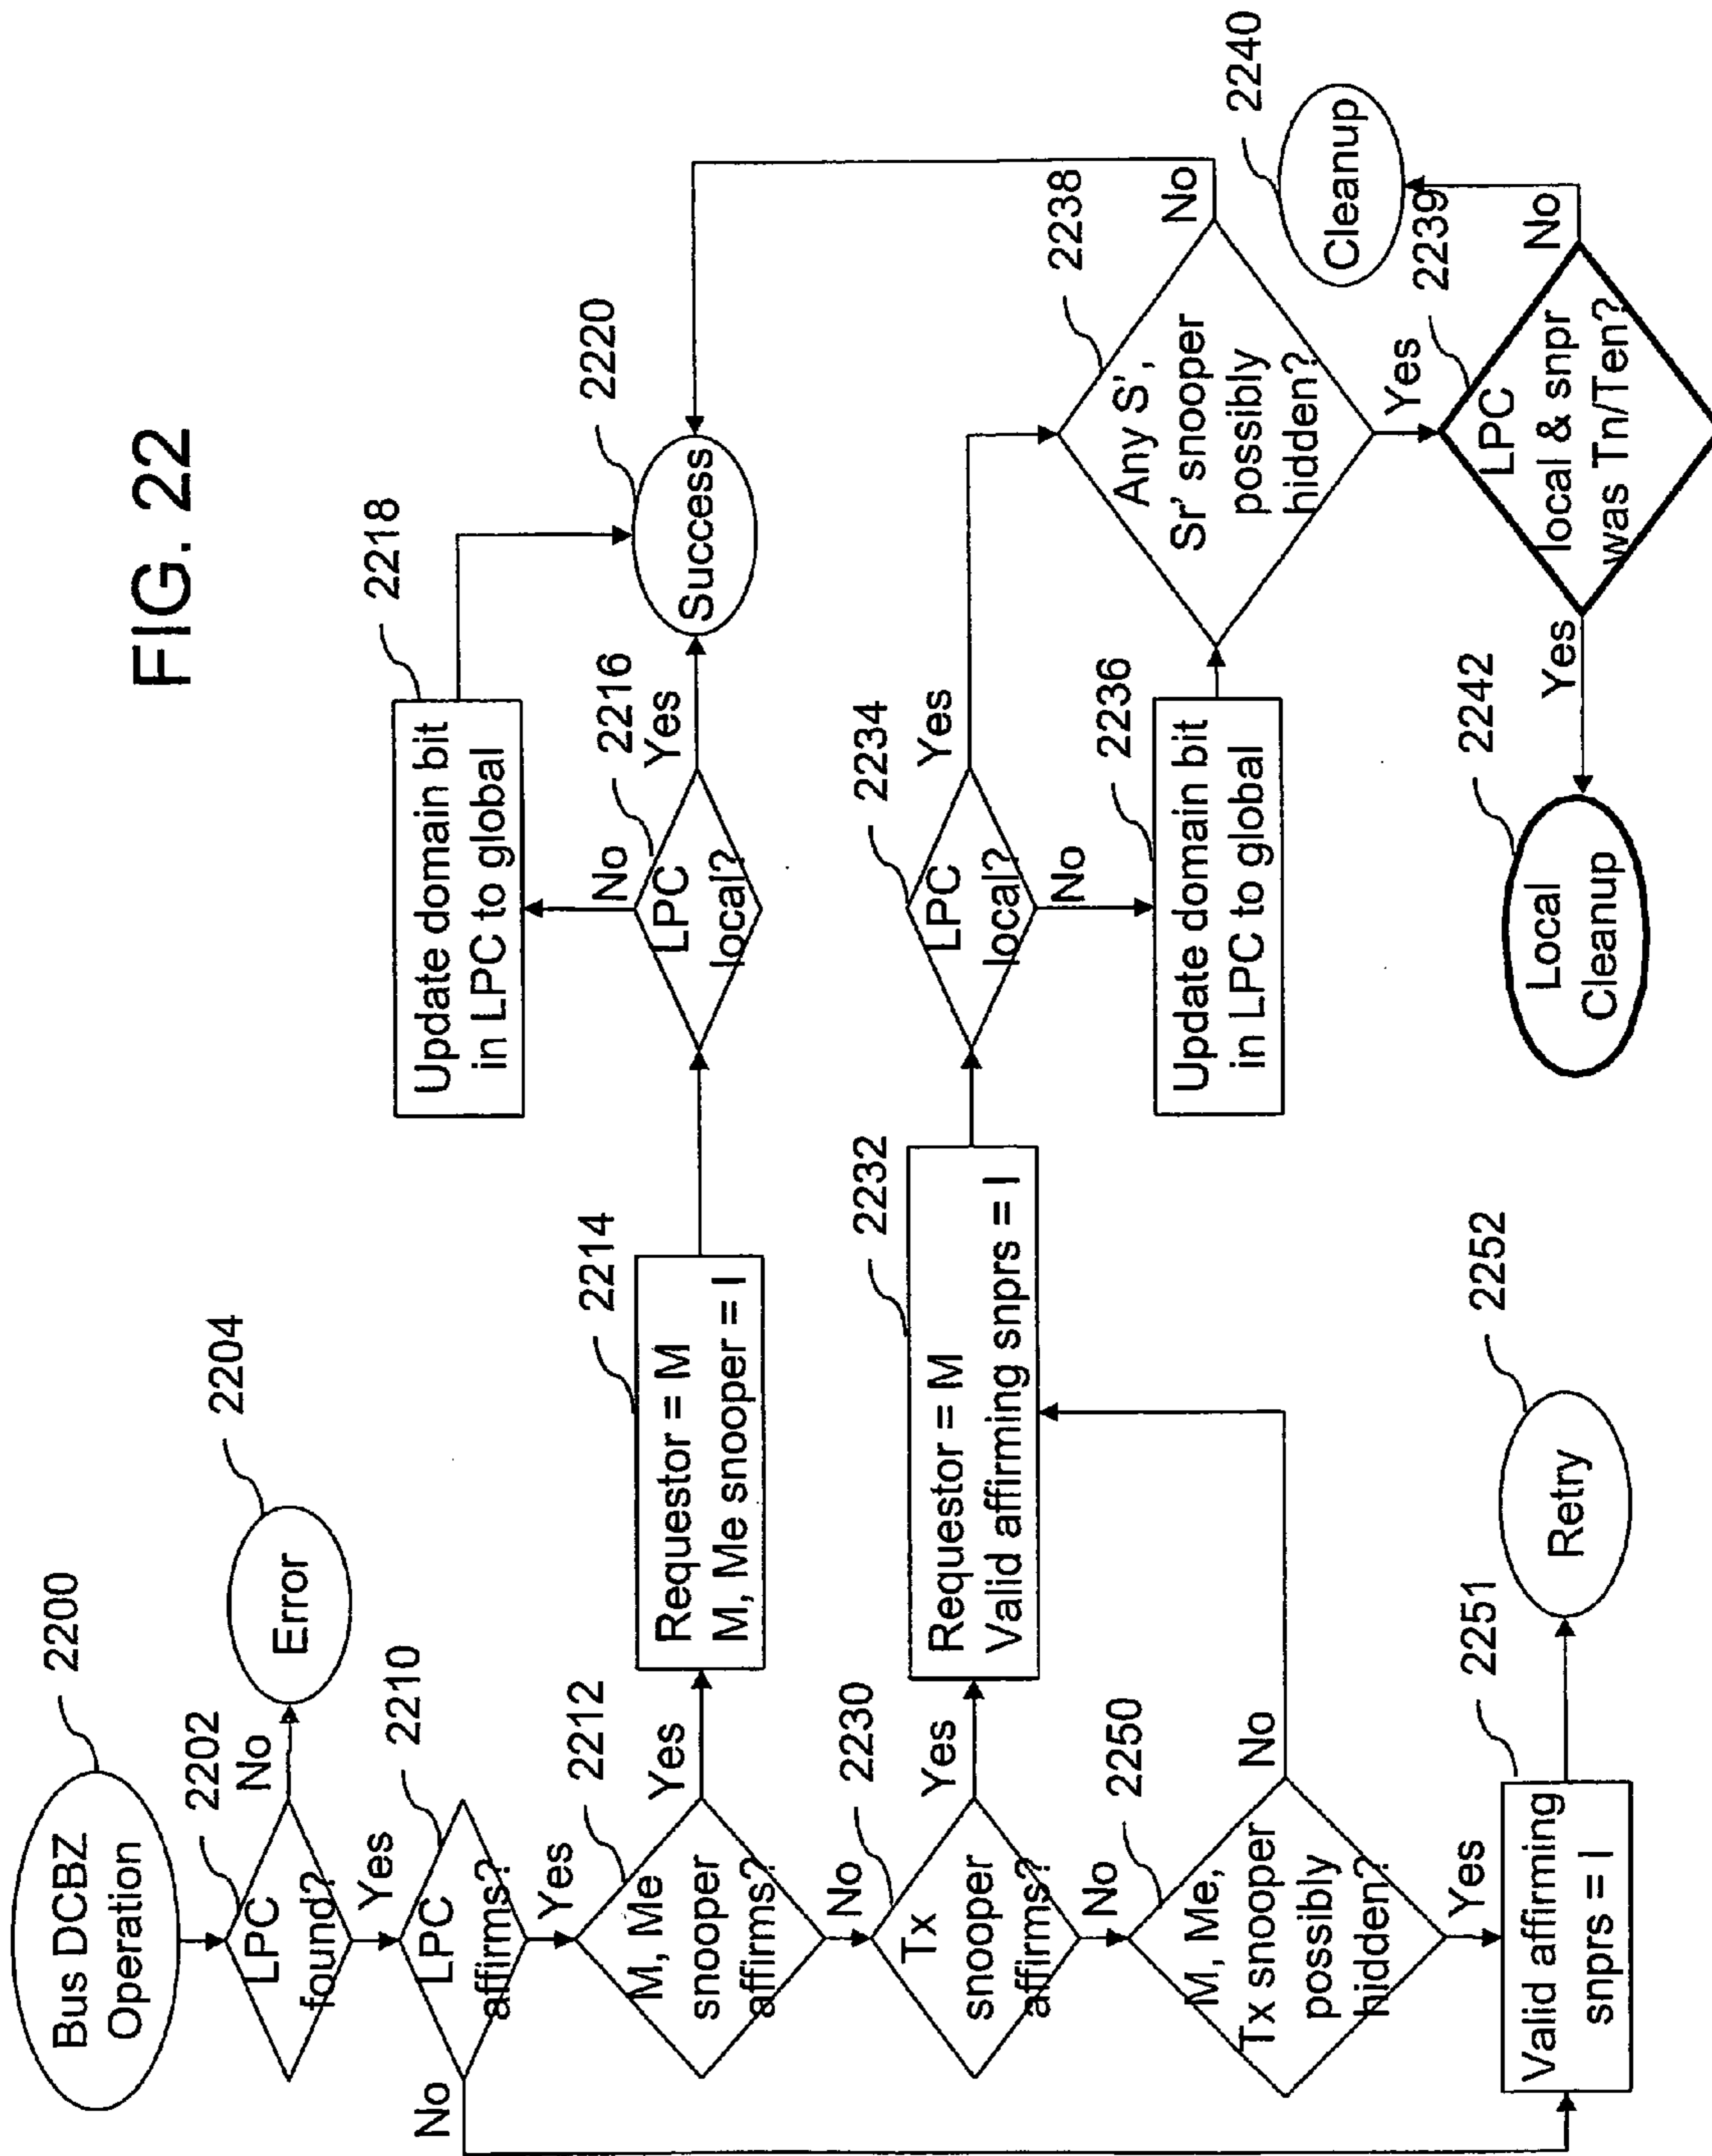 FIG. 22
2200
Bus DCBZ
Operation
2202
LPC
found?
No
2204
Error
Yes
2210
LPC
affirms?
No
Yes
2212
M, Me
snooper
affirms?
Yes
2214
Requestor = M
M, Me snooper = I
2216
LPC
local?
No
2218
Update domain bit
in LPC to global
Yes
2220
Success
No
2230
Tx
snooper
affirms?
Yes
2232
Requestor = M
Valid affirming snprs = I
2234
LPC
local?
Yes
No
2236
Update domain bit
in LPC to global
2238
Any S',
Sr' snooper
possibly
hidden?
No
Yes
2239
LPC
local & snpr
was Tn/Ten?
No
2240
Cleanup
Yes
2242
Local
Cleanup
No
2250
M, Me,
Tx snooper
possibly
hidden?
No
Yes
2251
Valid affirming
snprs = I
2252
Retry